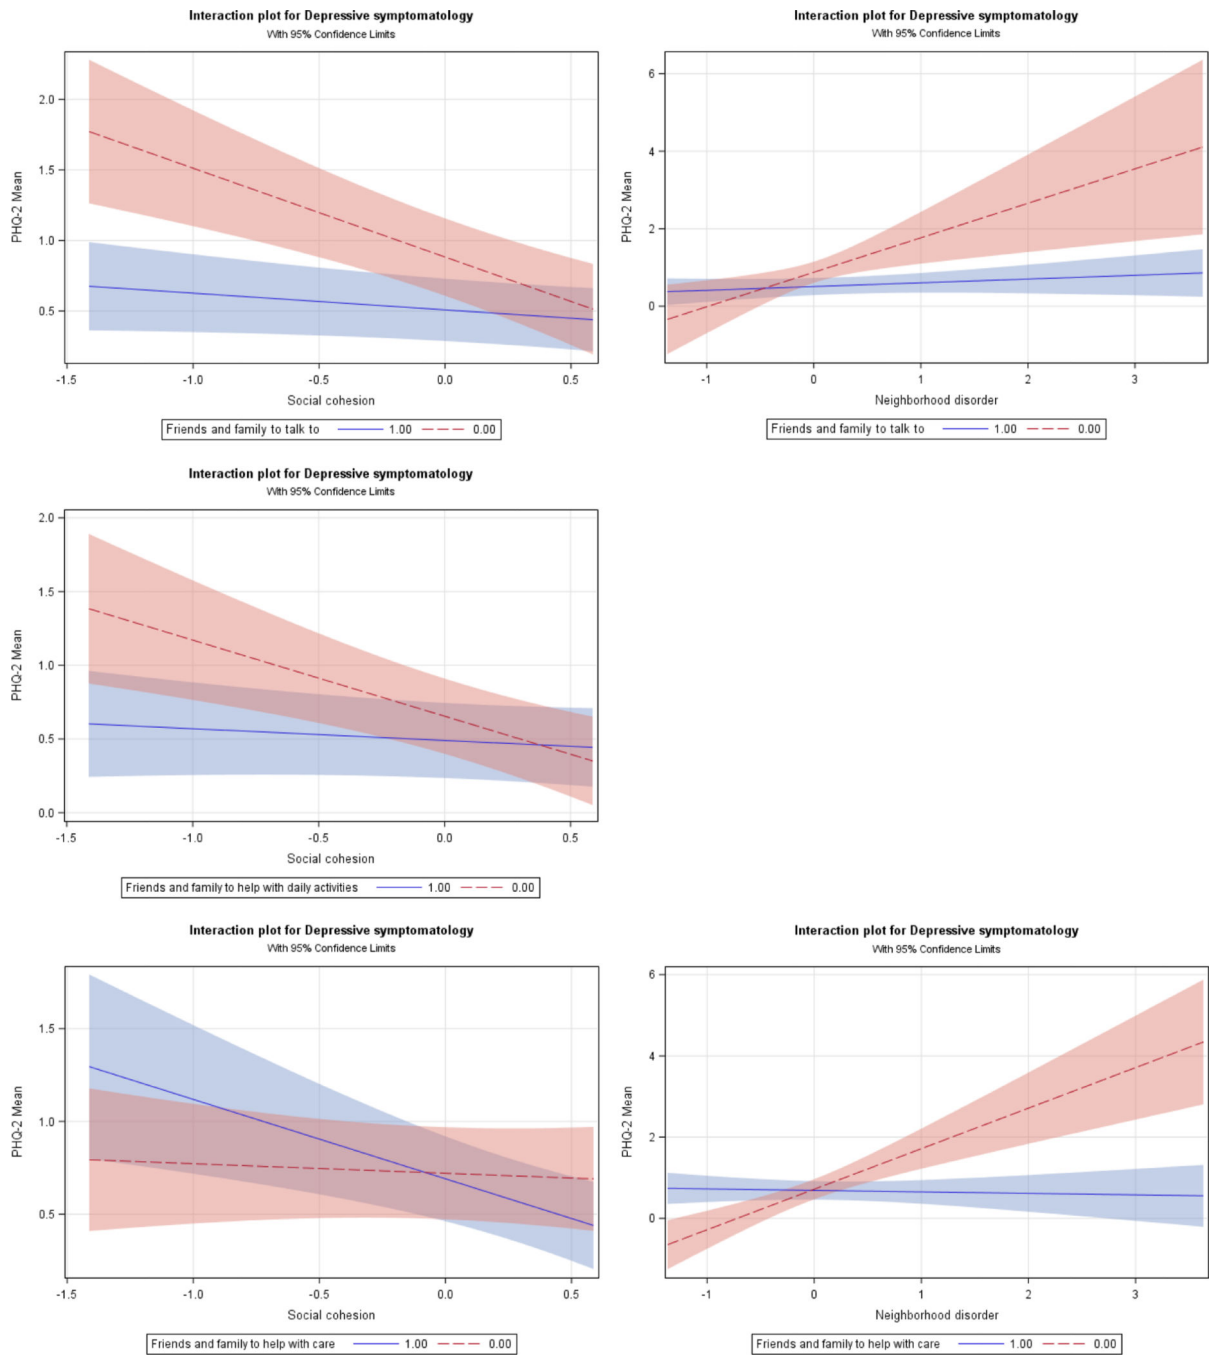 Interaction plot for Depressive symptomatology
With 95% Confidence Limits
PHQ-2 Mean
2.0
1.5
1.0
0.5
-1.5 -1.0 -0.5 0.0 0.5
Social cohesion
Friends and family to talk to 1.00 0.00
Interaction plot for Depressive symptomatology
With 95% Confidence Limits
PHQ-2 Mean
6
4
2
0
-1 0 1 2 3
Neighborhood disorder
Friends and family to talk to 1.00 0.00
Interaction plot for Depressive symptomatology
With 95% Confidence Limits
PHQ-2 Mean
2.0
1.5
1.0
0.5
0.0
-1.5 -1.0 -0.5 0.0 0.5
Social cohesion
Friends and family to help with daily activities 1.00 0.00
Interaction plot for Depressive symptomatology
With 95% Confidence Limits
PHQ-2 Mean
1.5
1.0
0.5
-1.5 -1.0 -0.5 0.0 0.5
Social cohesion
Friends and family to help with care 1.00 0.00
Interaction plot for Depressive symptomatology
With 95% Confidence Limits
PHQ-2 Mean
6
4
2
0
-1 0 1 2 3
Neighborhood disorder
Friends and family to help with care 1.00 0.00